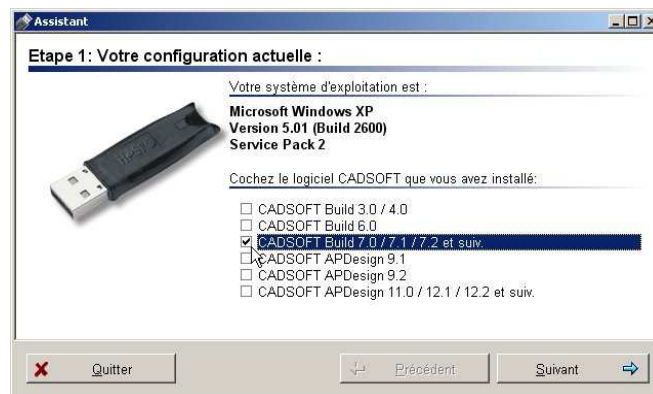 Assistant
Etape 1: Votre configuration actuelle :
Votre système d'exploitation est :
Microsoft Windows XP
Version 5.01 (Build 2600)
Service Pack 2
Cochez le logiciel CADSOFT que vous avez installé:
CADSOFT Build 3.0 / 4.0
CADSOFT Build 6.0
CADSOFT Build 7.0 / 7.1 / 7.2 et suiv.
CADSOFT APDesign 9.1
CADSOFT APDesign 9.2
CADSOFT APDesign 11.0 / 12.1 / 12.2 et suiv.
Quitter
Précédent
Suivant